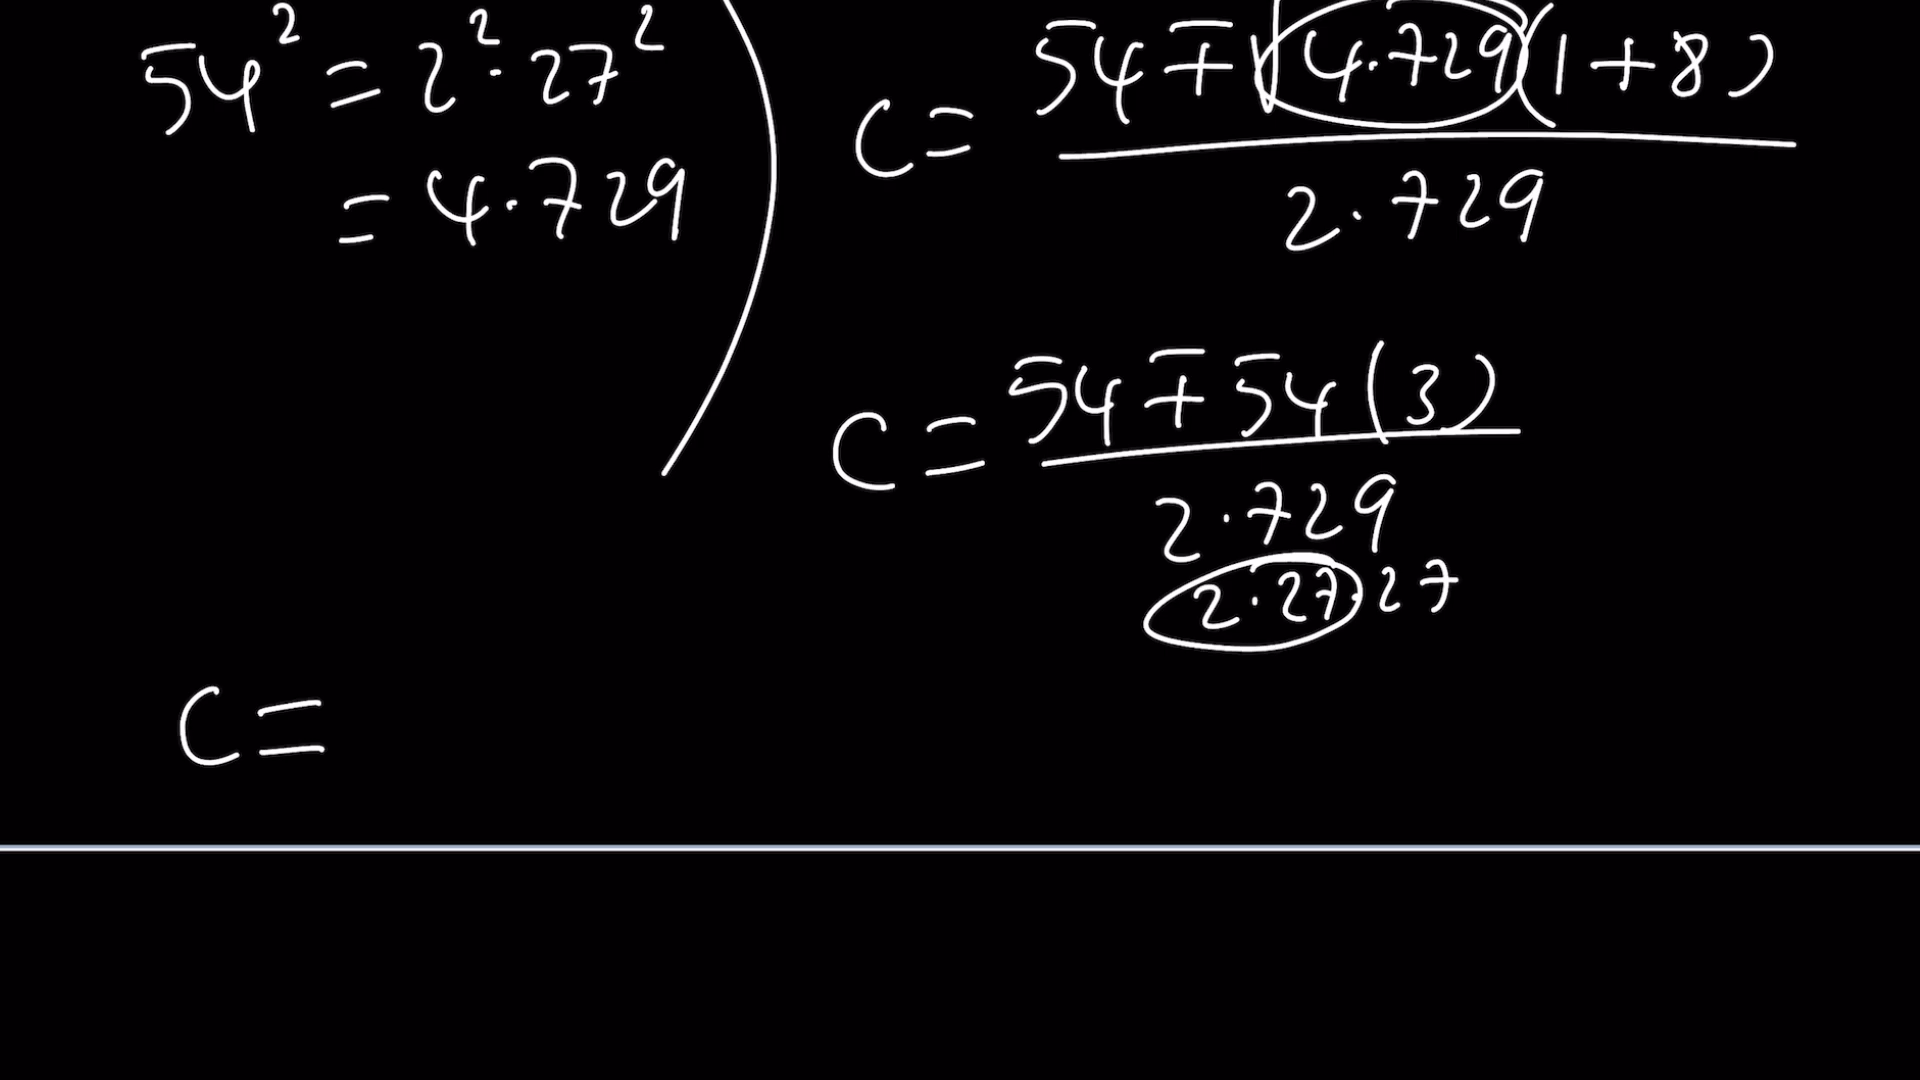 54² = 2²·27²
= 4·729
c = (54 ∓ √4·729(1+8)) / 2·729
c = (54 ∓ 54(3)) / 2·729
2·27·27
c =